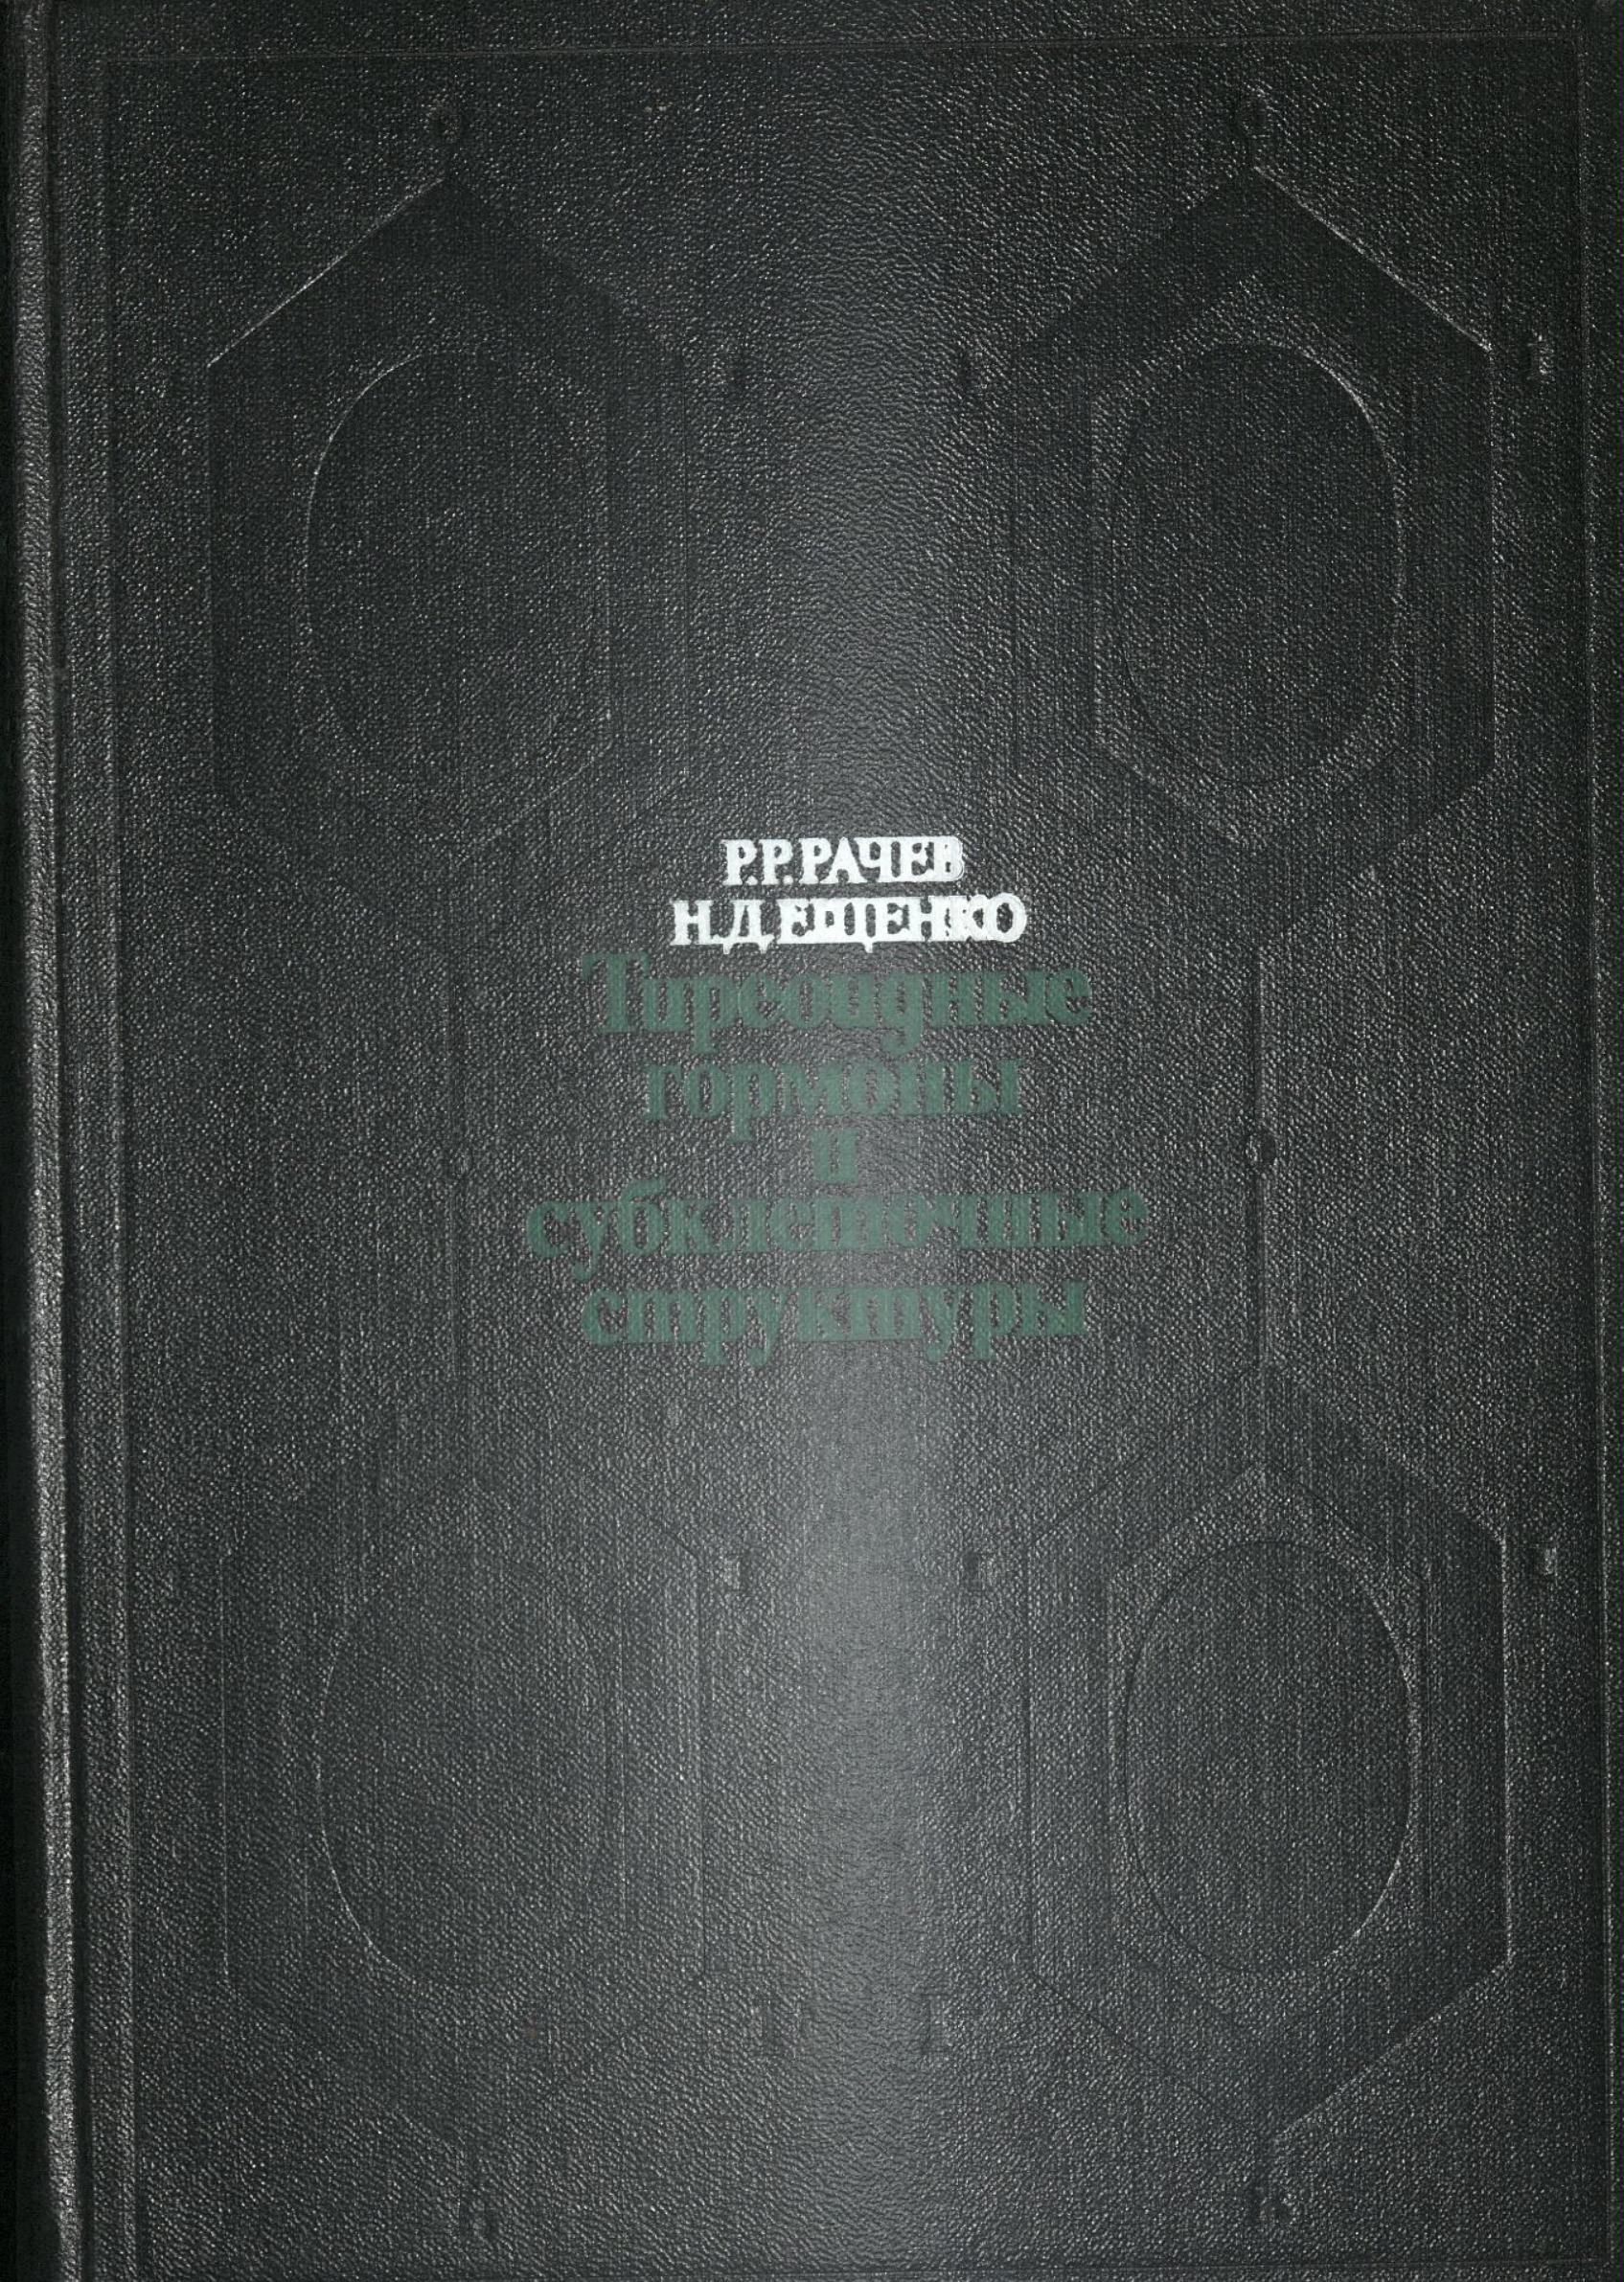 Р.Р.РАЧЕВ
Н.Д.ЕЩЕНКО
Тиреоидные
гормоны
и
субклеточные
структуры